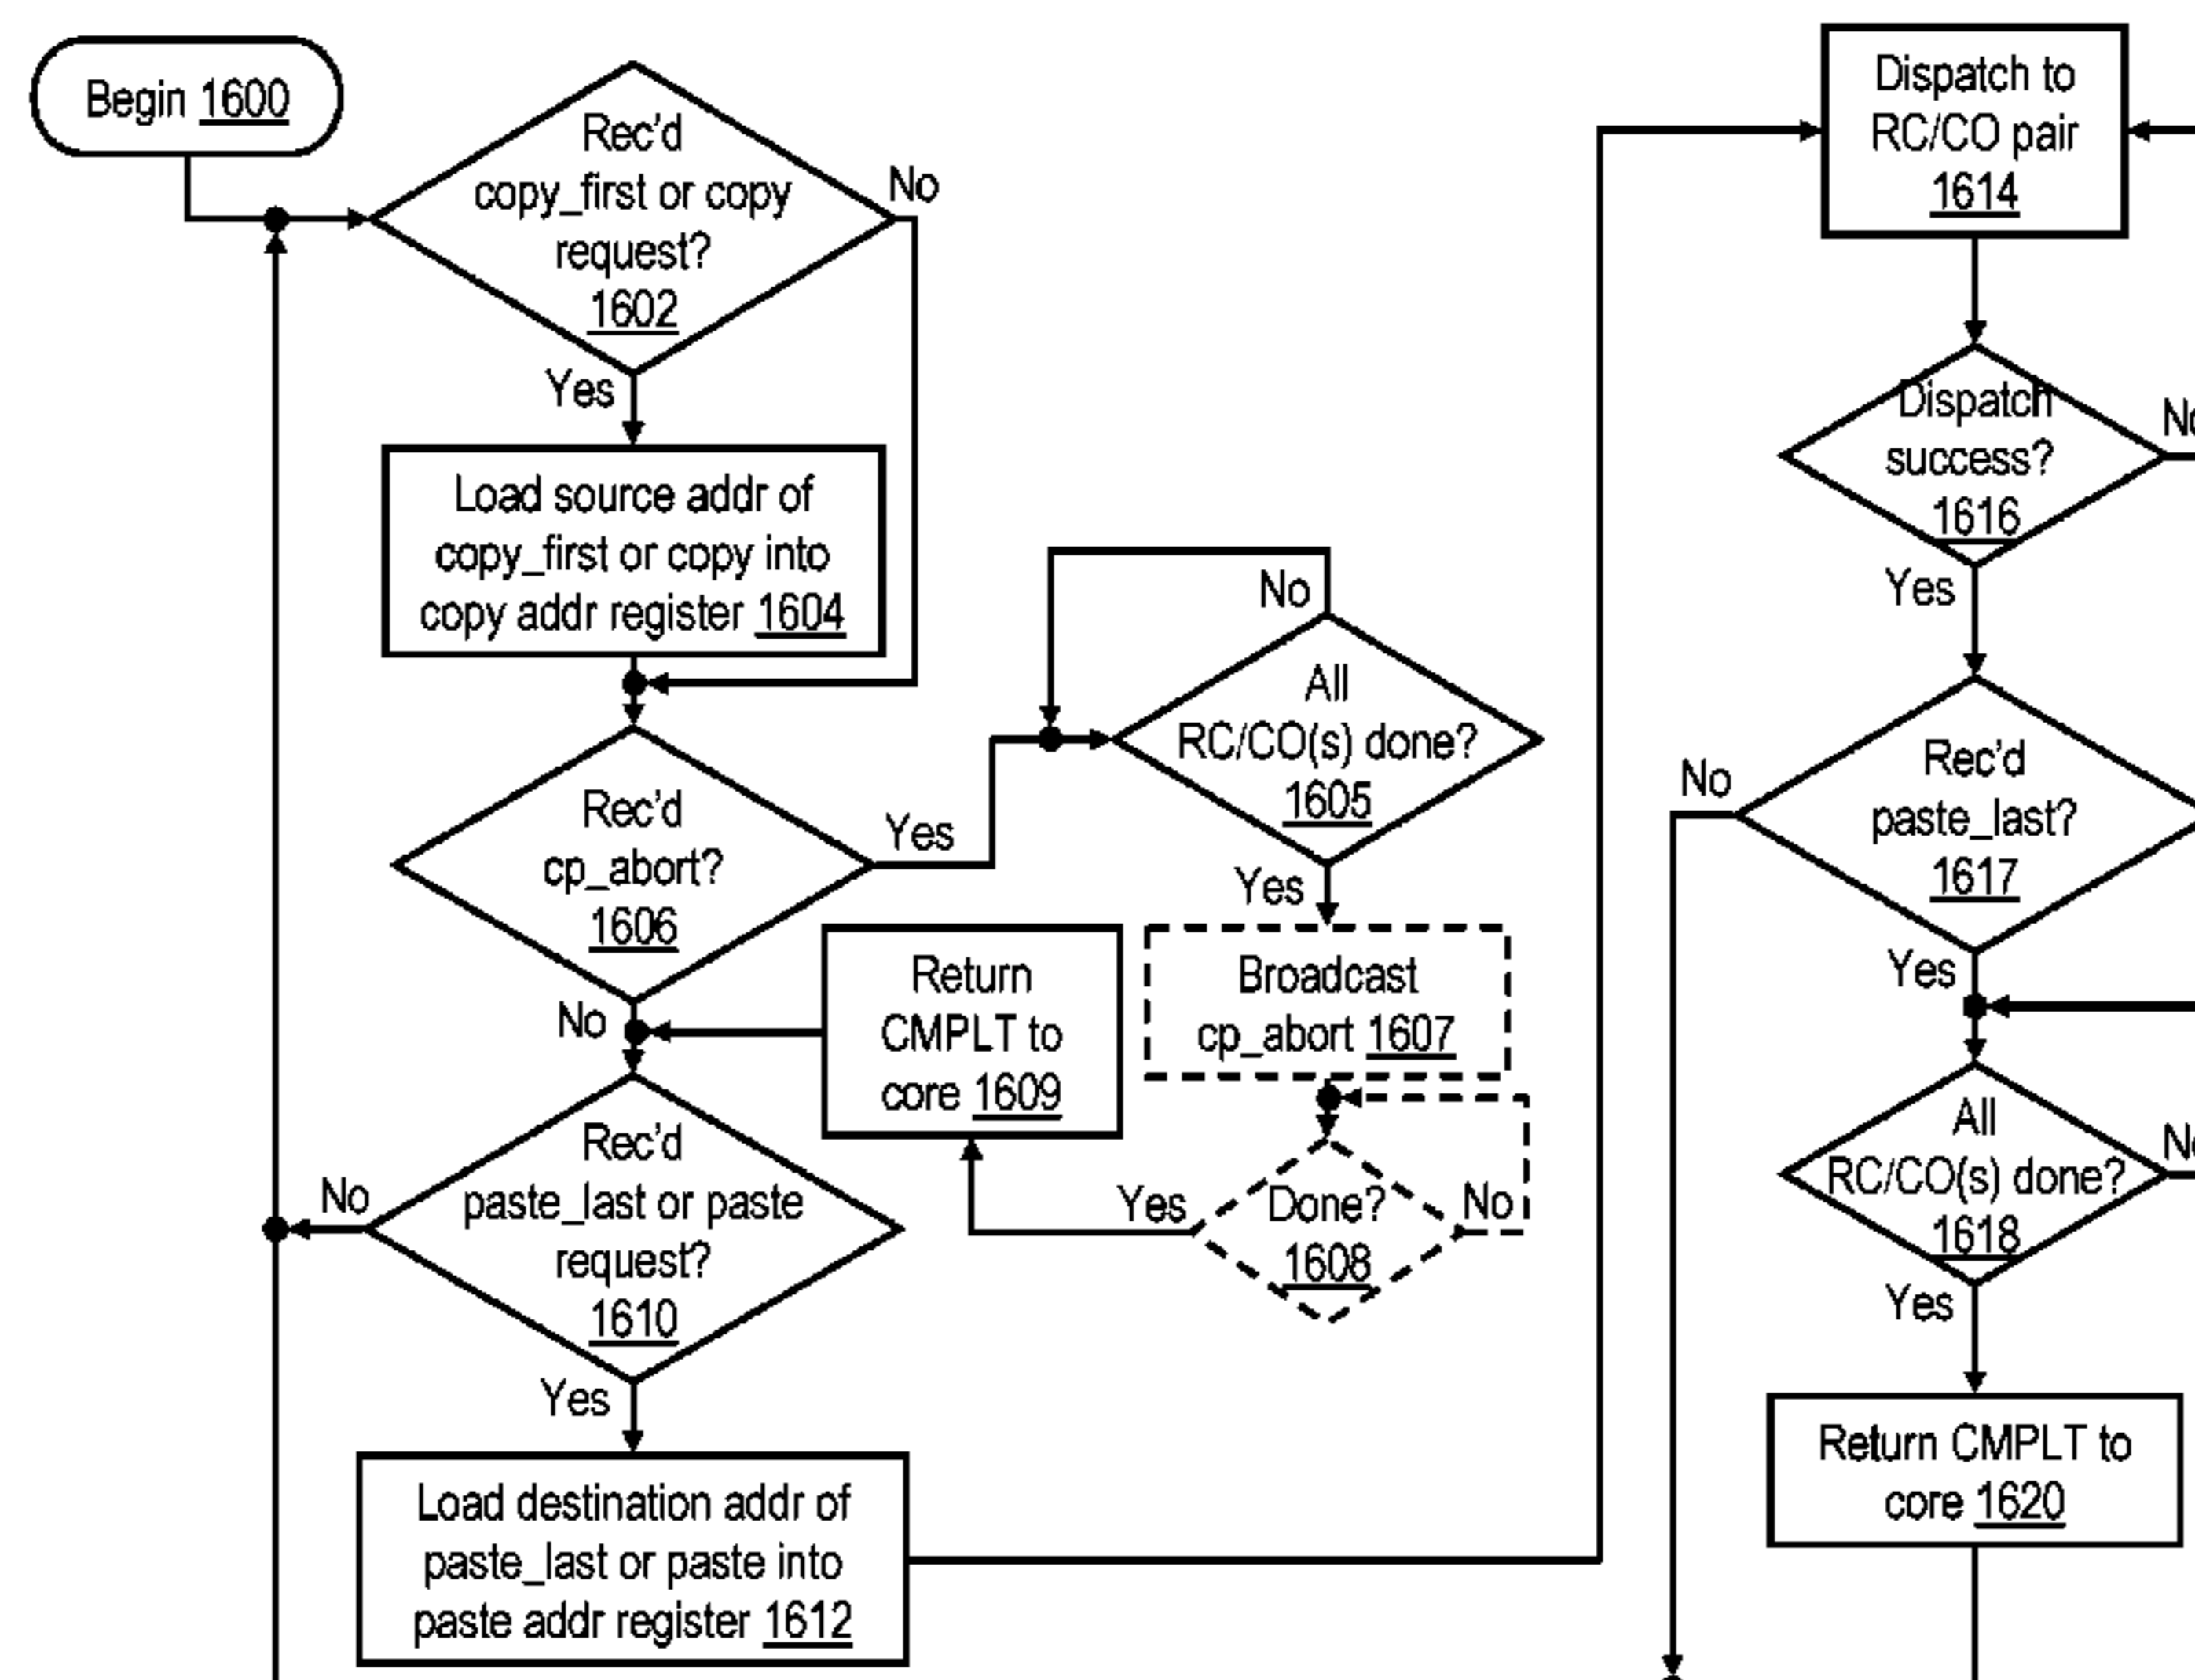 Begin 1600
Rec'd
copy_first or copy
request?
1602
No
Yes
Load source addr of
copy_first or copy into
copy addr register 1604
Rec'd
cp_abort?
1606
Yes
No
All
RC/CO(s) done?
1605
No
Yes
Broadcast
cp_abort 1607
Done?
1608
No
Yes
Return
CMPLT to
core 1609
Rec'd
paste_last or paste
request?
1610
No
Yes
Load destination addr of
paste_last or paste into
paste addr register 1612
Dispatch to
RC/CO pair
1614
Dispatch
success?
1616
No
Yes
Rec'd
paste_last?
1617
No
Yes
All
RC/CO(s) done?
1618
No
Yes
Return CMPLT to
core 1620